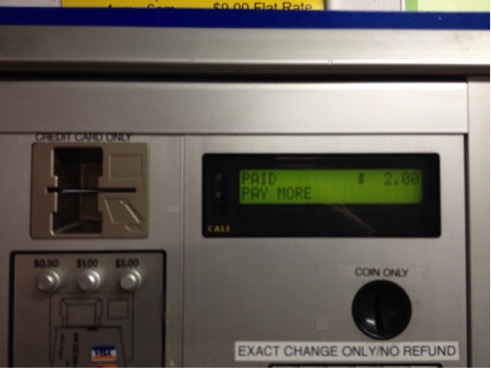 $9.00 Flat Rate
CREDIT CARD ONLY
PAID $ 2.00
PAY MORE
CALE
$0.50 $1.00 $5.00
COIN ONLY
EXACT CHANGE ONLY/NO REFUND
VISA